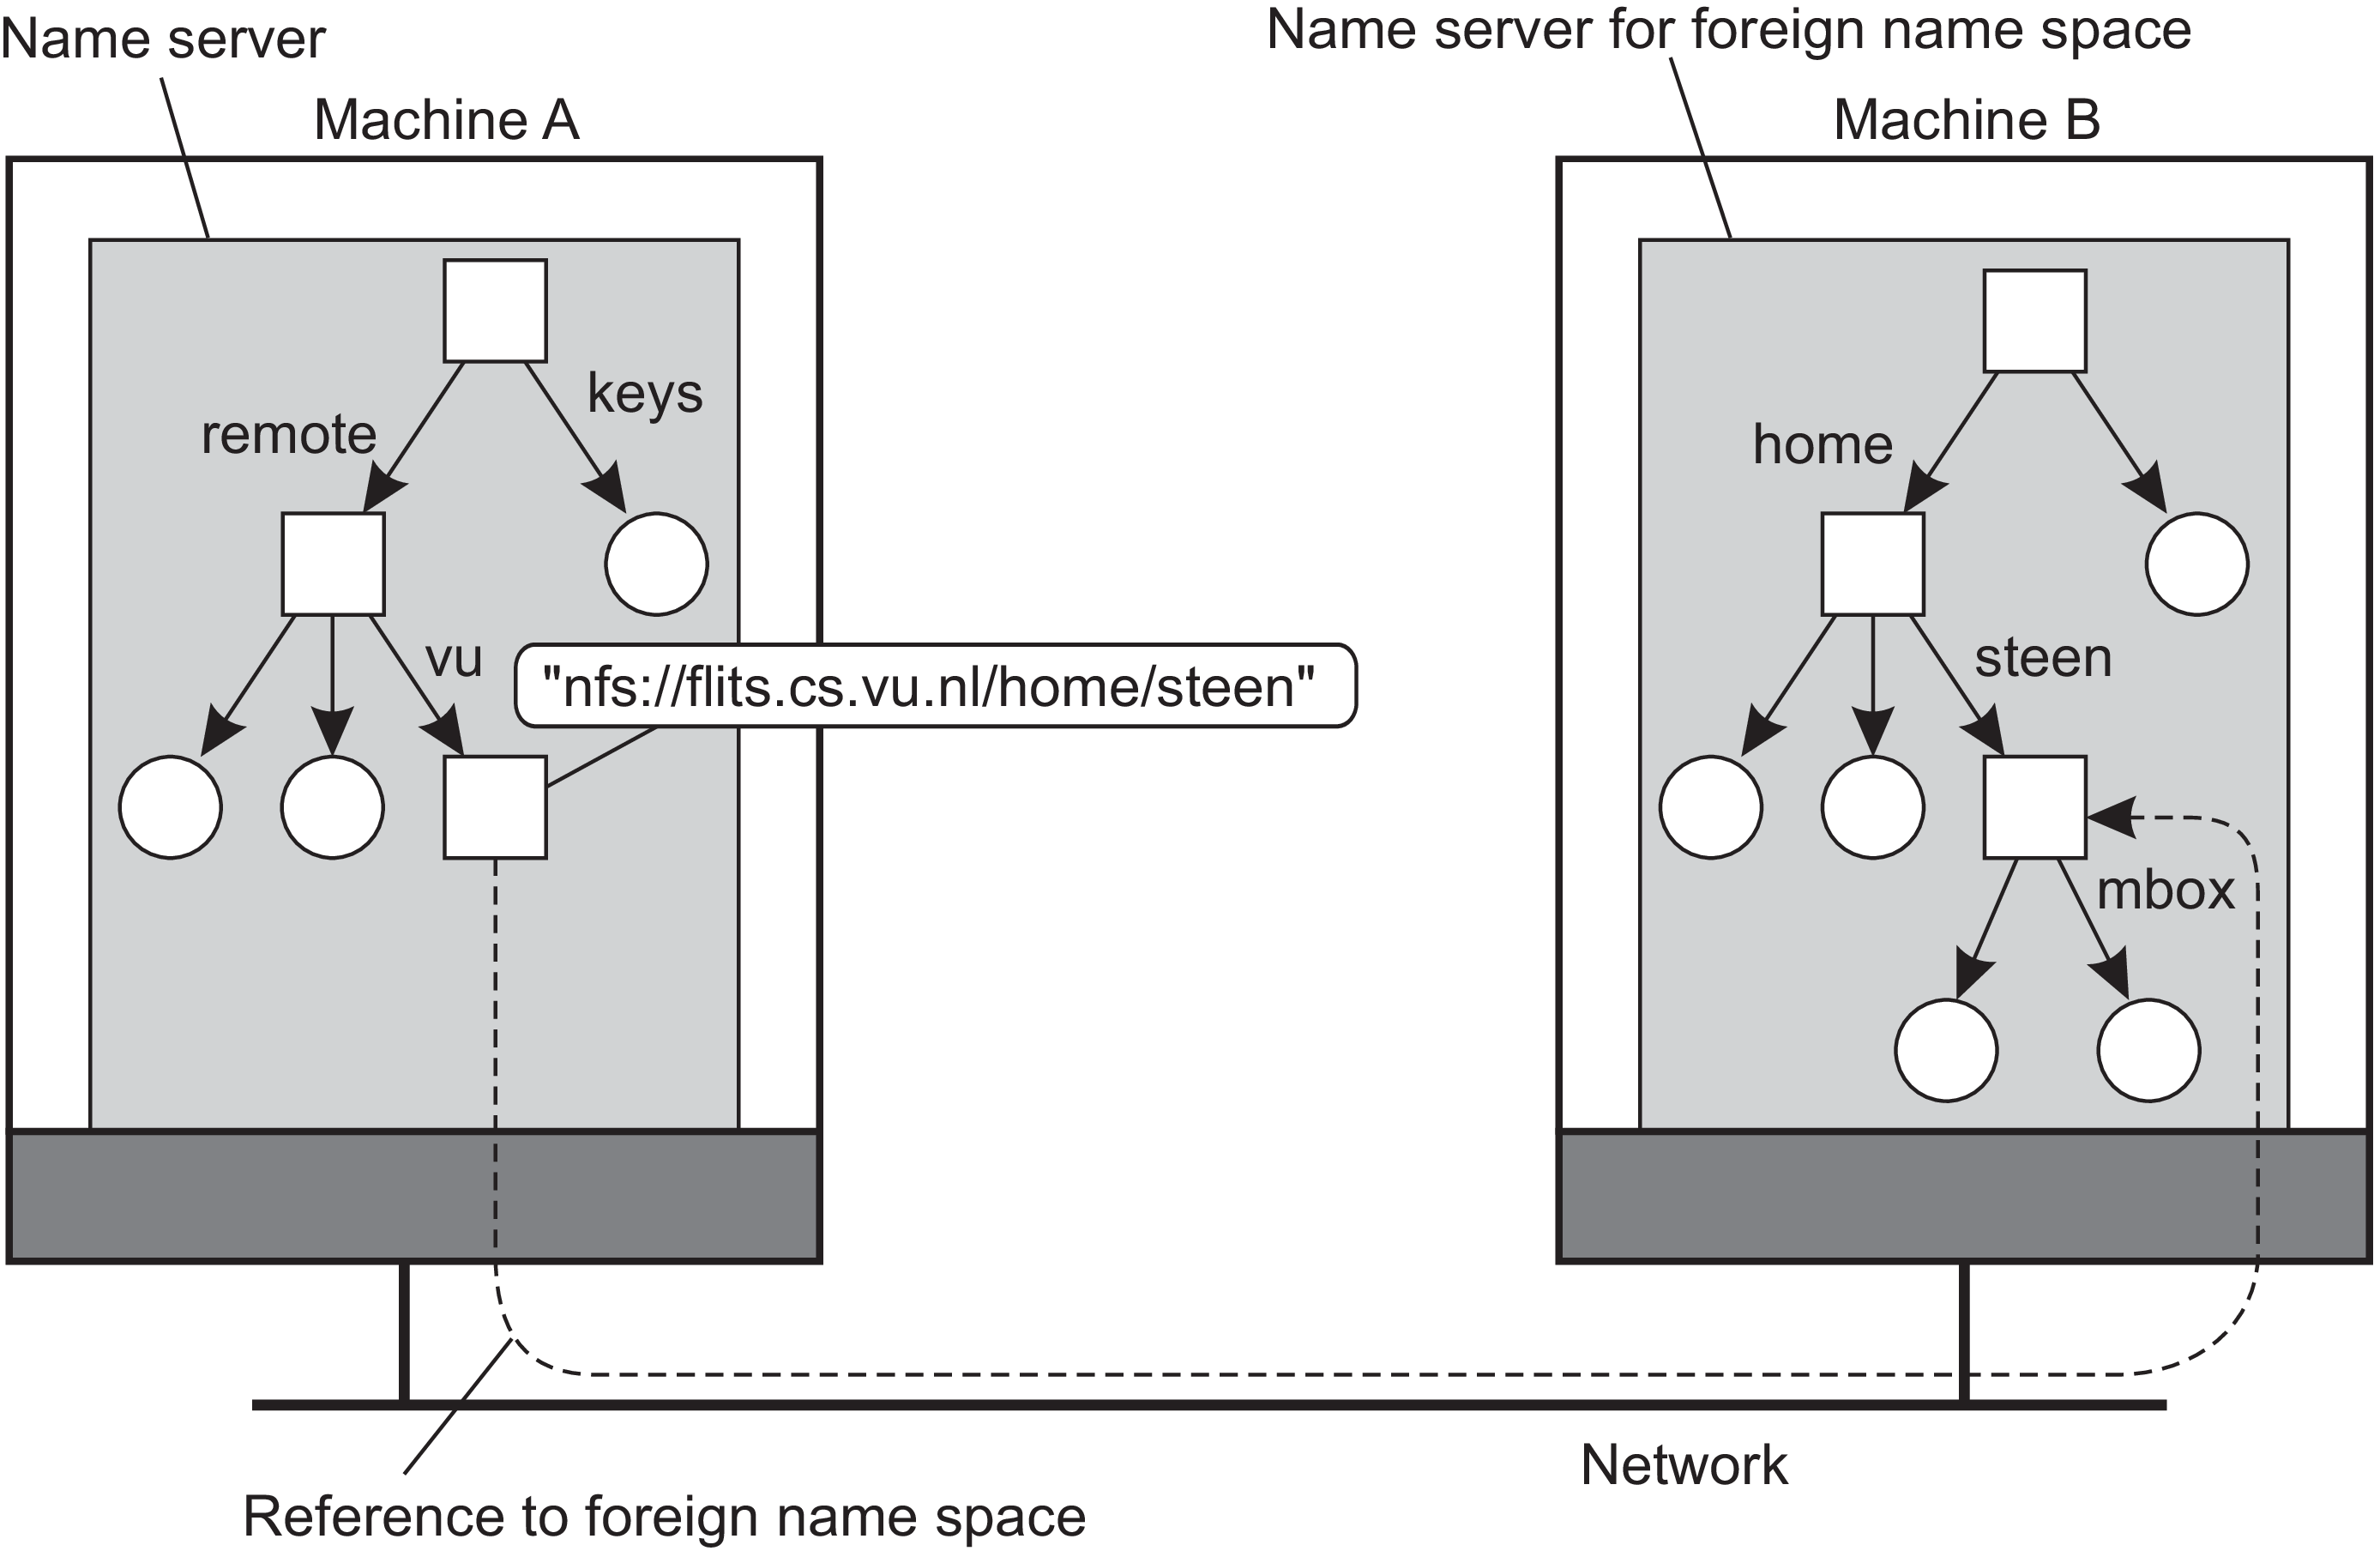 Name server
Name server for foreign name space
Machine A
Machine B
keys
remote
home
vu
steen
"nfs://flits.cs.vu.nl/home/steen"
mbox
Network
Reference to foreign name space